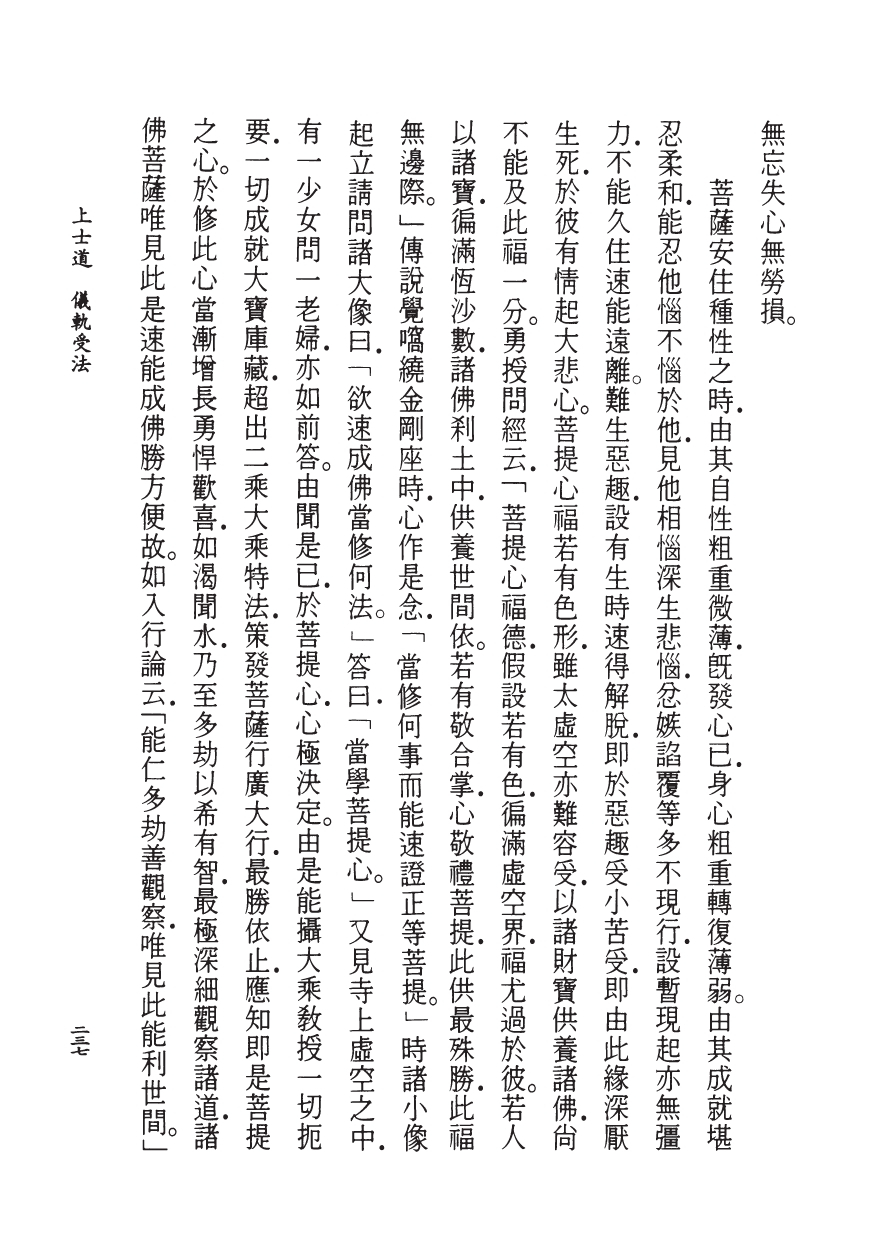 無忘失心無勞損。
菩薩安住種性之時．由其自性粗重微薄．旣發心已．身心粗重轉復薄弱。由其成就堪
忍柔和．能忍他惱不惱於他．見他相惱深生悲惱．忿嫉諂覆等多不現行．設暫現起亦無彊
力．不能久住速能遠離。難生惡趣．設有生時速得解脫．即於惡趣受小苦受．即由此緣深厭
生死．於彼有情起大悲心。菩提心福若有色形．雖太虛空亦難容受．以諸財寶供養諸佛．尙
不能及此福一分。勇授問經云．「菩提心福德．假設若有色．徧滿虛空界．福尤過於彼。若人
以諸寶．徧滿恆沙數．諸佛刹土中．供養世間依。若有敬合掌．心敬禮菩提．此供最殊勝．此福
無邊際。」傳說覺㗑繞金剛座時．心作是念．「當修何事而能速證正等菩提。」時諸小像
起立請問諸大像曰．「欲速成佛當修何法。」答曰．「當學菩提心。」又見寺上虛空之中．
有一少女問一老婦．亦如前答。由聞是已．於菩提心．心極決定。由是能攝大乘教授一切扼
要．一切成就大寶庫藏．超出二乘大乘特法．策發菩薩行廣大行．最勝依止．應知即是菩提
之心。於修此心當漸增長勇悍歡喜．如渴聞水．乃至多劫以希有智．最極深細觀察諸道．諸
佛菩薩唯見此是速能成佛勝方便故。如入行論云．「能仁多劫善觀察．唯見此能利世間。」
上士道　儀軌受法
二三七